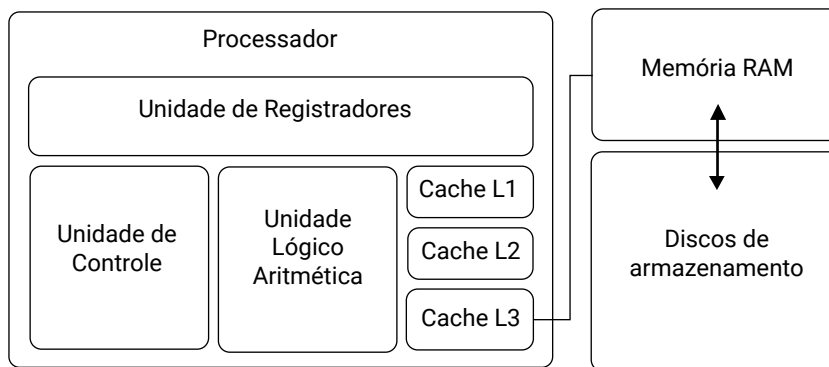 Processador
Unidade de Registradores
Unidade de
Controle
Unidade
Lógico
Aritmética
Cache L1
Cache L2
Cache L3
Memória RAM
Discos de
armazenamento